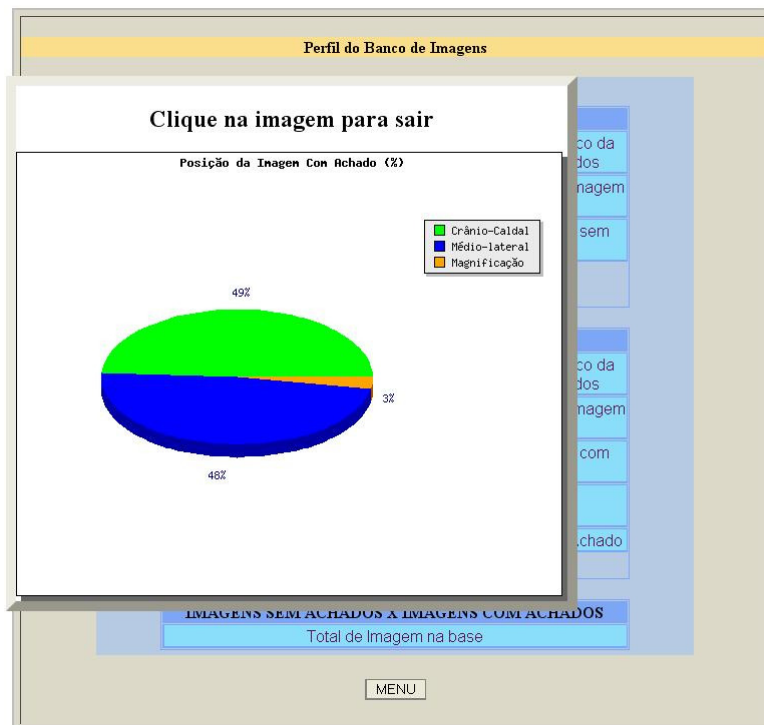 Perfil do Banco de Imagens
Clique na imagem para sair
Posição da Imagem Com Achado (%)
Crânio-Caldal
Médio-lateral
Magnificação
49%
3%
48%
co da
dos
magem
sem
co da
dos
magem
com
.chado
IMAGENS SEM ACHADOS X IMAGENS COM ACHADOS
Total de Imagem na base
MENU